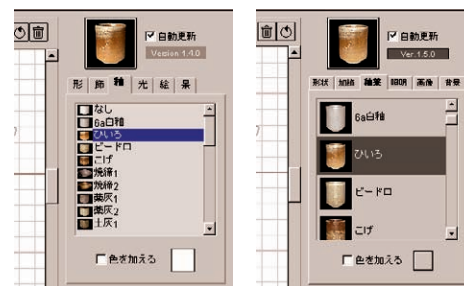 自動更新
Version 1.4.0
形 飾 釉 光 絵 景
なし
6a白釉
ひいろ
ビードロ
こげ
焼締1
焼締2
藁灰1
藁灰2
土灰1
色を加える
自動更新
Ver.1.5.0
形状 加飾 釉薬 画像 背景
6a白釉
ひいろ
ビードロ
こげ
色を加える